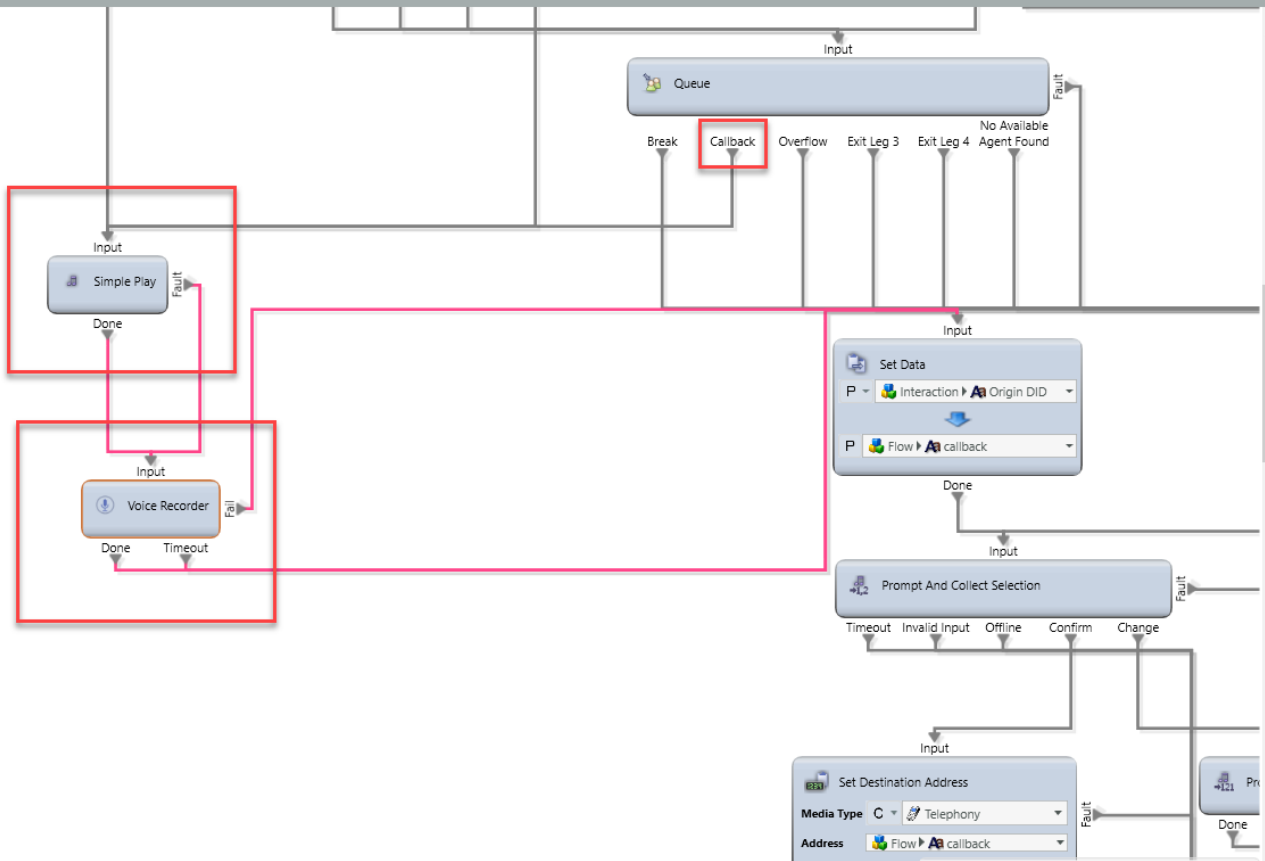 Input
Queue
Fault
Break
Callback
Overflow
Exit Leg 3
Exit Leg 4
No Available
Agent Found
Input
Simple Play
Fault
Done
Input
Voice Recorder
Fail
Done
Timeout
Input
Set Data
P
Interaction
Origin DID
P
Flow
callback
Done
Input
Prompt And Collect Selection
Fault
Timeout
Invalid Input
Offline
Confirm
Change
Input
Set Destination Address
Media Type
C
Telephony
Fault
Address
Flow
callback
Done